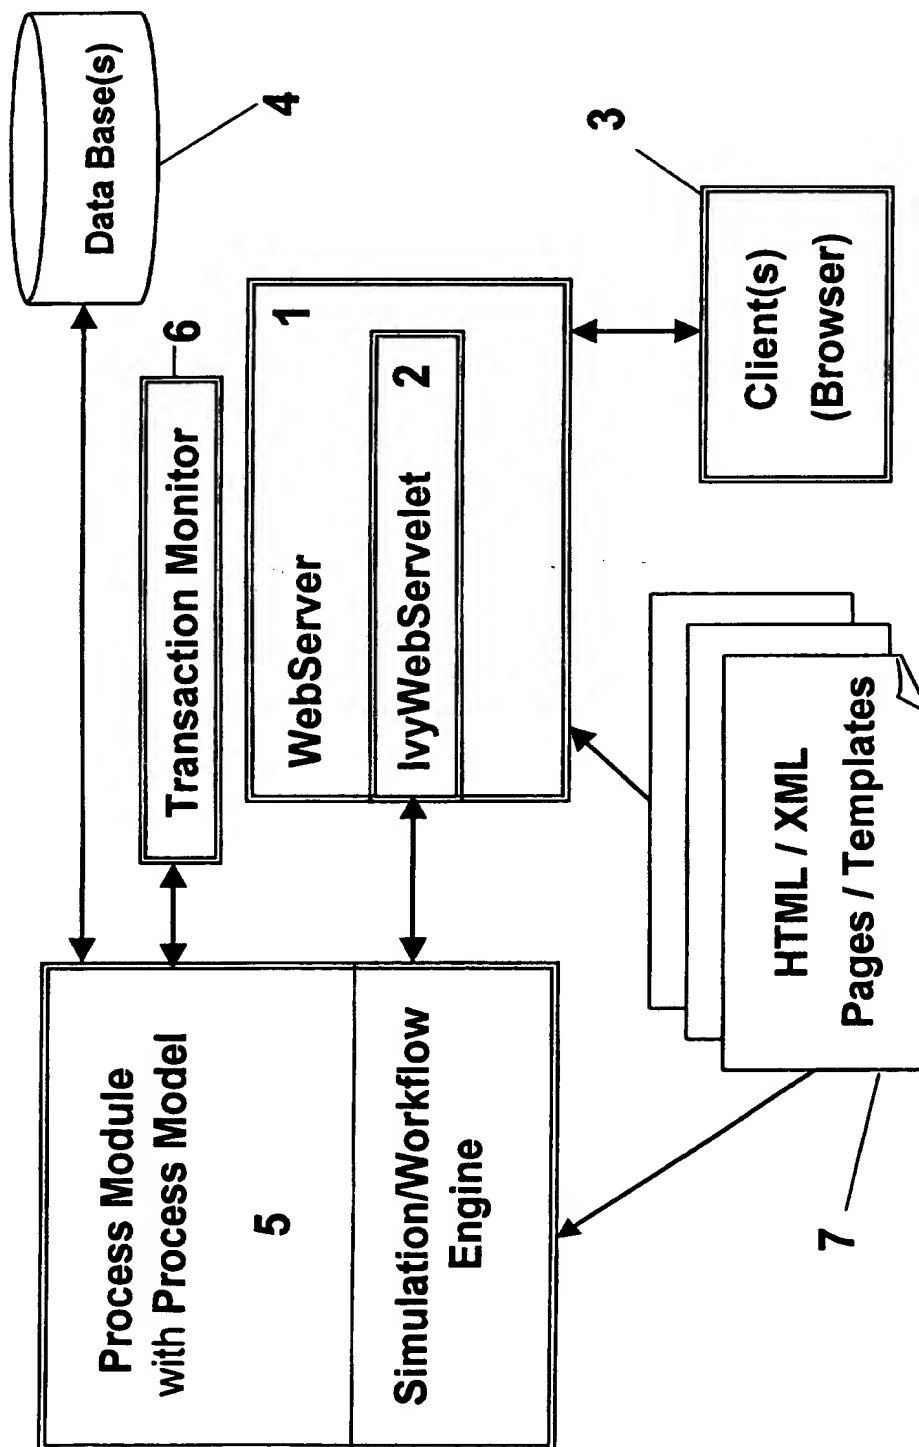 Process Module
with Process Model
5
Simulation/Workflow
Engine
Data Base(s)
4
Transaction Monitor
6
WebServer
1
IvyWebServelet
2
Client(s)
(Browser)
3
HTML / XML
Pages / Templates
7